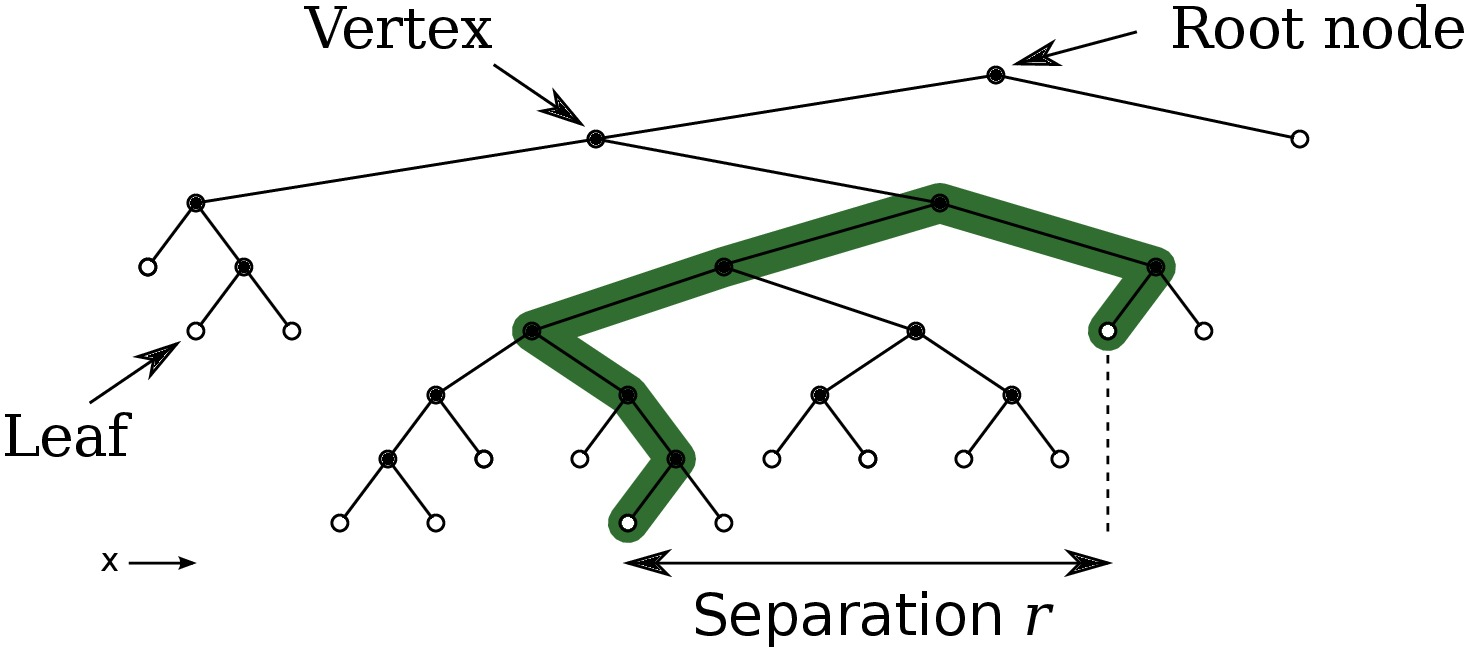 Vertex
Root node
Leaf
x
Separation r